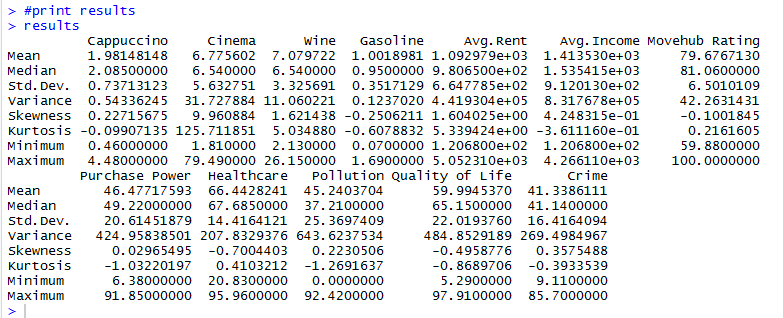 > #print results
> results
Cappuccino Cinema Wine Gasoline Avg.Rent Avg.Income Movehub Rating
Mean 1.98148148 6.775602 7.079722 1.0018981 1.092979e+03 1.413530e+03 79.6767130
Median 2.08500000 6.540000 6.540000 0.9500000 9.806500e+02 1.535415e+03 81.0600000
Std.Dev. 0.73713123 5.632751 3.325691 0.3517129 6.647785e+02 9.120130e+02 6.5010109
Variance 0.54336245 31.727884 11.060221 0.1237020 4.419305e+05 8.317678e+05 42.2631431
Skewness 0.22715675 9.960884 1.621438 -0.2506211 1.604025e+00 4.248315e-01 -0.1001845
Kurtosis -0.09907135 125.711851 5.034880 -0.6078832 5.339424e+00 -3.611160e-01 0.2161605
Minimum 0.46000000 1.810000 2.130000 0.0700000 1.206800e+02 1.206800e+02 59.8800000
Maximum 4.48000000 79.490000 26.150000 1.6900000 5.052310e+03 4.266110e+03 100.0000000
Purchase Power Healthcare Pollution Quality of Life Crime
Mean 46.47717593 66.4428241 45.2403704 59.9945370 41.3386111
Median 49.22000000 67.6850000 37.2100000 65.1500000 41.1400000
Std.Dev. 20.61451879 14.4164121 25.3697409 22.0193760 16.4164094
Variance 424.95838501 207.8329376 643.6237534 484.8529189 269.4984967
Skewness 0.02965495 -0.7004403 0.2230506 -0.4958776 0.3575488
Kurtosis -1.03220197 0.4103212 -1.2691637 -0.8689706 -0.3933539
Minimum 6.38000000 20.8300000 0.0000000 5.2900000 9.1100000
Maximum 91.85000000 95.9600000 92.4200000 97.9100000 85.7000000
>